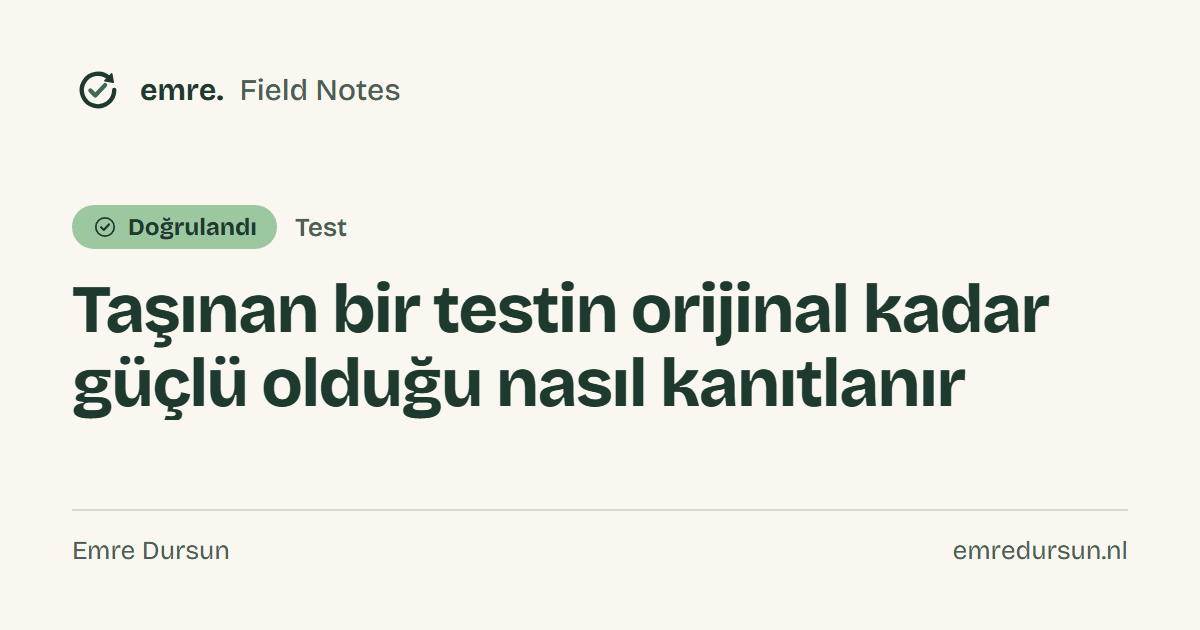 emre. Field Notes
Doğrulandı Test
Taşınan bir testin orijinal kadar
güçlü olduğu nasıl kanıtlanır
Emre Dursun
emredursun.nl